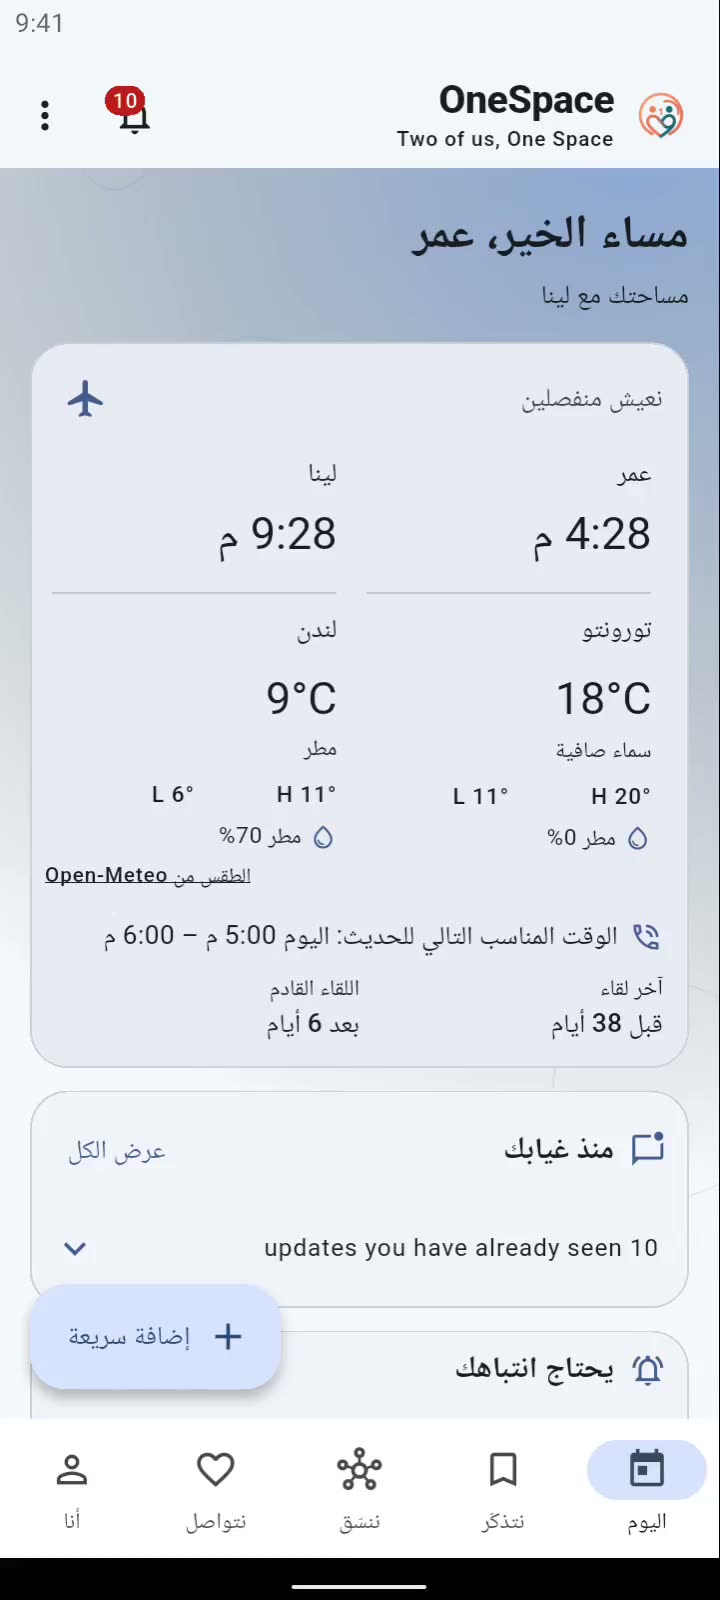 9:41
OneSpace
Two of us, One Space
10
مساء الخير، عمر
مساحتك مع لينا
نعيش منفصلين
عمر
4:28 م
لينا
9:28 م
تورونتو
18°C
سماء صافية
H 20° L 11°
مطر 0%
لندن
9°C
مطر
H 11° L 6°
مطر 70%
الطقس من Open-Meteo
الوقت المناسب التالي للحديث: اليوم 5:00 م – 6:00 م
آخر لقاء
قبل 38 أيام
اللقاء القادم
بعد 6 أيام
منذ غيابك
عرض الكل
10 updates you have already seen
إضافة سريعة
يحتاج انتباهك
اليوم
نتذكّر
ننسّق
نتواصل
أنا